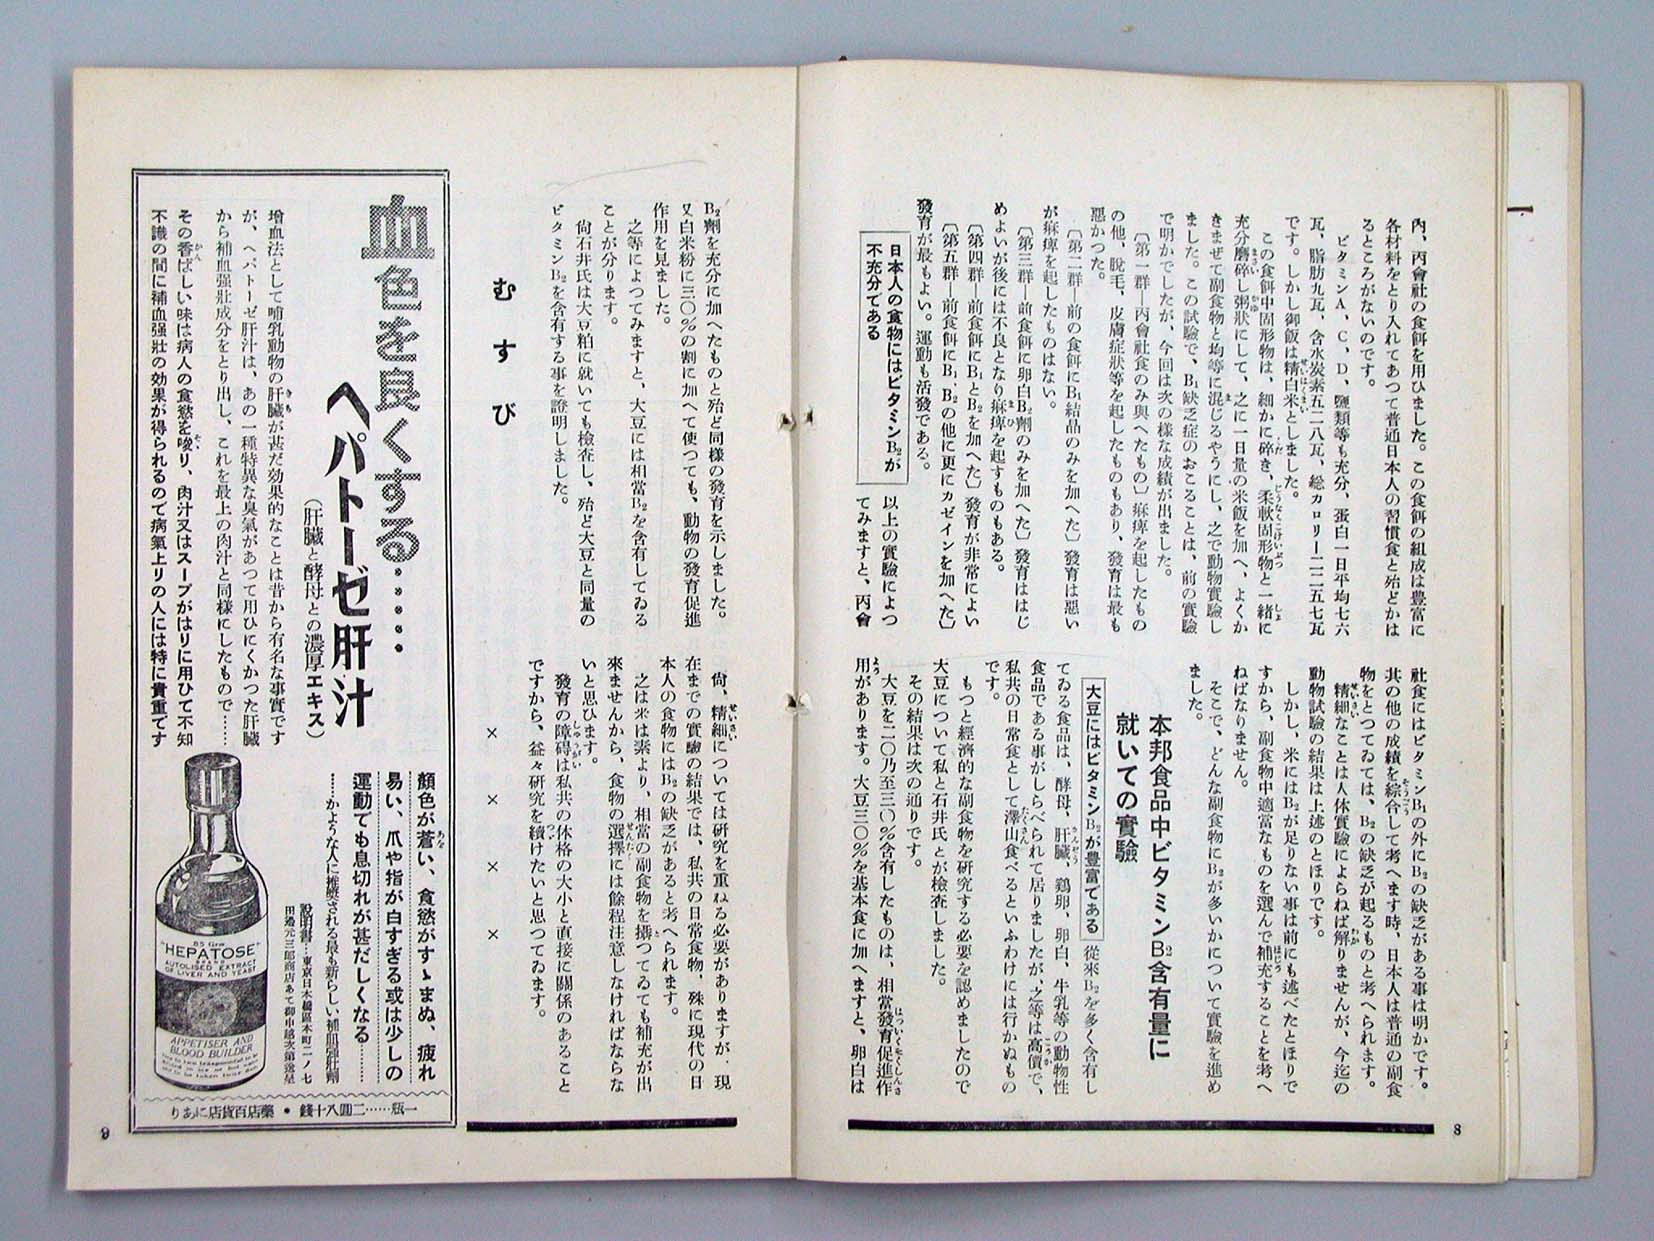 內、丙會社の食餌を用ひました。この食餌の組成は豊富に
各材料をとり入れてあつて普通日本人の習慣食と殆どかは
るところがないのです。
ビタミンA、C、D、鹽類等も充分、蛋白一日平均七六
瓦、脂肪九瓦、含水炭素五二八瓦、總カロリー二二五七瓦
です。しかし御飯は精白米としました。
この食餌中固形物は、細かに碎き、柔軟固形物と一緒に
充分磨碎し粥狀にして、之に一日量の米飯を加へ、よくか
きまぜて副食物と均等に混じるやうにし、之で動物實驗し
ました。この試驗で、B₁缺乏症のおこることは、前の實驗
で明かでしたが、今回は次の樣な成績が出ました。
〔第一群―丙會社食のみ與へたもの〕麻痺を起したもの
の他、脫毛、皮膚症狀等を起したものもあり、發育は最も
惡かつた。
〔第二群―前の食餌にB₁結晶のみを加へた〕發育は惡い
が麻痺を起したものはない。
〔第三群―前食餌に卵白B₂劑のみを加へた〕發育ははじ
めよいが後には不良となり麻痺を起すものもある。
〔第四群―前食餌にB₁とB₂を加へた〕發育が非常によい
〔第五群―前食餌にB₁、B₂の他に更にカゼインを加へた〕
發育が最もよい。運動も活發である。
日本人の食物にはビタミンB₂が
不充分である
以上の實驗によつ
てみますと、丙會
社食にはビタミンB₁の外にB₂の缺乏がある事は明かです。
其の他の成績を綜合して考へます時、日本人は普通の副食
物をとつてゐては、B₂の缺乏が起るものと考へられます。
精細なことは人体實驗によらねば解りませんが、今迄の
動物試驗の結果は上述のとほりです。
しかし、米にはB₂が足りない事は前にも述べたとほりで
すから、副食物中適富なものを選んで補充することを考へ
ねばなりません。
そこで、どんな副食物にB₂が多いかについて實驗を進め
ました。
本邦食品中ビタミンB₂含有量に
就いての實驗
大豆にはビタミンB₂が豊富である
從來B₂を多く含有し
てゐる食品は、酵母、肝臟、鷄卵、卵白、牛乳等の動物性
食品である事がしらべられて居りましたが、之等は高價で、
私共の日常食として澤山食べるといふわけには行かぬもの
です。
もつと經濟的な副食物を研究する必要を認めましたので
大豆について私と石井氏とが檢査しました。
その結果は次の通りです。
大豆を二〇乃至三〇％含有したものは、相當發育促進作
用があります。大豆三〇％を基本食に加へますと、卵白は
8
B₂劑を充分に加へたものと殆ど同樣の發育を示しました。
又白米粉に三〇％の割に加へて使つても、動物の發育促進
作用を見ました。
之等によつてみますと、大豆には相當B₂を含有してゐる
ことが分ります。
尙石井氏は大豆粕に就いても檢査し、殆ど大豆と同量の
ビタミンB₂を含有する事を證明しました。
むすび
尙、精細については研究を重ねる必要がありますが、現
在までの實驗の結果では、私共の日常食物、殊に現代の日
本人の食物にはB₂の缺乏があると考へられます。
之は米は素より、相當の副食物を攝つてゐても補充が出
來ませんから、食物の選擇には餘程注意しなければならな
いと思ひます。
發育の障碍は私共の体格の大小と直接に關係のあること
ですから、益々研究を續けたいと思つてゐます。
× × × ×
血色を良くする……
ヘパトーゼ肝汁
（肝臟と酵母との濃厚エキス）
增血法として哺乳動物の肝臟が甚だ効果的なことは昔から有名な事實です
が、ヘパトーゼ肝汁は、あの一種特異な臭氣があつて用ひにくかつた肝臟
から補血强壯成分をとり出し、これを最上の肉汁と同樣にしたもので……
その香ばしい味は病人の食慾を唆り、肉汁又はスープがはりに用ひて不知
不識の間に補血强壯の効果が得られるので病氣上りの人には特に貴重です
顏色が蒼い、食慾がすゝまぬ、疲れ
易い、爪や指が白すぎる或は少しの
運動でも息切れが甚だしくなる……
……かような人に推奬される最も新らしい補血强壯劑
說明書…東京日本橋區本町二ノ七
田邊元三郎商店あて御申越次第送呈
85 Grm
"HEPATOSE"
BRAND
AUTOLISED EXTRACT
OF LIVER AND YEAST
APPETISER AND
BLOOD BUILDER
一瓶……二圓八十錢 ● 藥店百貨店にあり
9